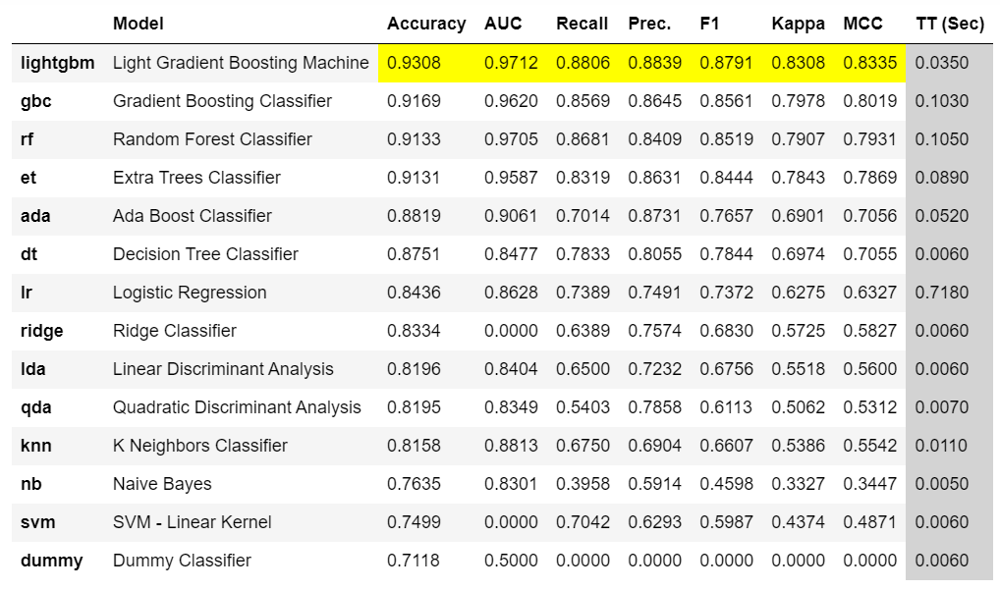 Model Accuracy AUC Recall Prec. F1 Kappa MCC TT (Sec)
lightgbm Light Gradient Boosting Machine 0.9308 0.9712 0.8806 0.8839 0.8791 0.8308 0.8335 0.0350
gbc Gradient Boosting Classifier 0.9169 0.9620 0.8569 0.8645 0.8561 0.7978 0.8019 0.1030
rf Random Forest Classifier 0.9133 0.9705 0.8681 0.8409 0.8519 0.7907 0.7931 0.1050
et Extra Trees Classifier 0.9131 0.9587 0.8319 0.8631 0.8444 0.7843 0.7869 0.0890
ada Ada Boost Classifier 0.8819 0.9061 0.7014 0.8731 0.7657 0.6901 0.7056 0.0520
dt Decision Tree Classifier 0.8751 0.8477 0.7833 0.8055 0.7844 0.6974 0.7055 0.0060
lr Logistic Regression 0.8436 0.8628 0.7389 0.7491 0.7372 0.6275 0.6327 0.7180
ridge Ridge Classifier 0.8334 0.0000 0.6389 0.7574 0.6830 0.5725 0.5827 0.0060
lda Linear Discriminant Analysis 0.8196 0.8404 0.6500 0.7232 0.6756 0.5518 0.5600 0.0060
qda Quadratic Discriminant Analysis 0.8195 0.8349 0.5403 0.7858 0.6113 0.5062 0.5312 0.0070
knn K Neighbors Classifier 0.8158 0.8813 0.6750 0.6904 0.6607 0.5386 0.5542 0.0110
nb Naive Bayes 0.7635 0.8301 0.3958 0.5914 0.4598 0.3327 0.3447 0.0050
svm SVM - Linear Kernel 0.7499 0.0000 0.7042 0.6293 0.5987 0.4374 0.4871 0.0060
dummy Dummy Classifier 0.7118 0.5000 0.0000 0.0000 0.0000 0.0000 0.0000 0.0060